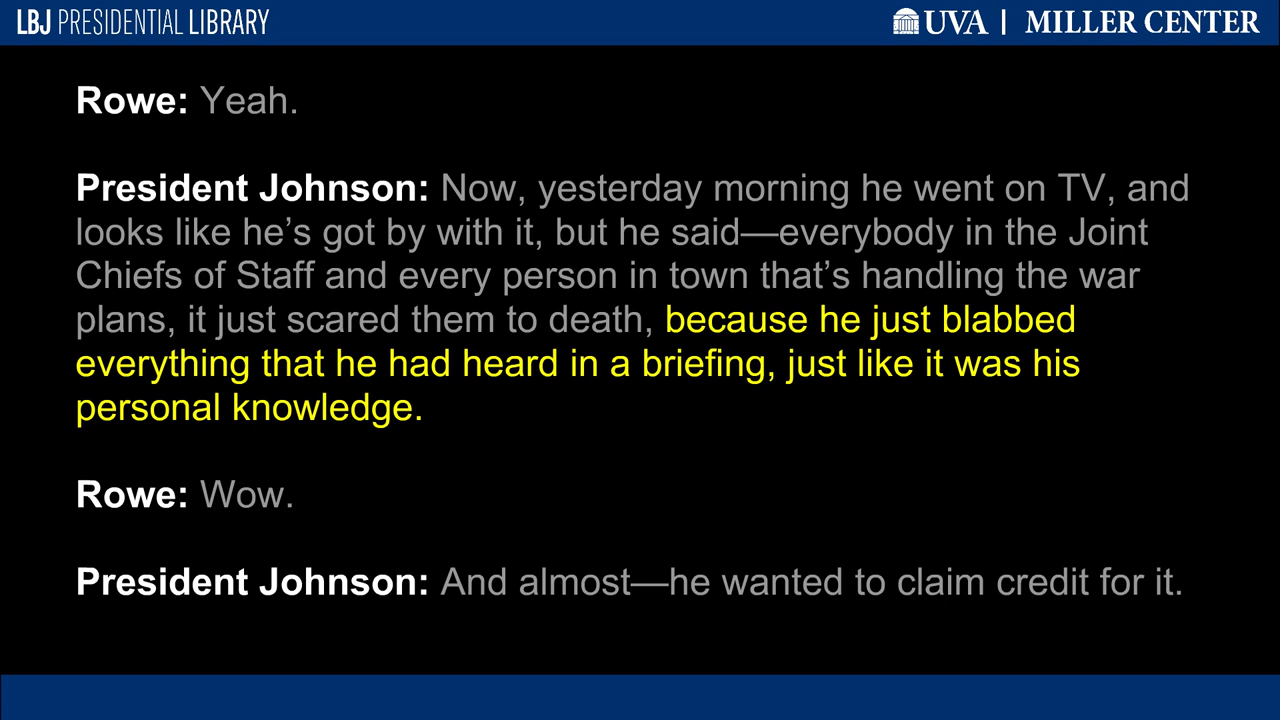 LBJ PRESIDENTIAL LIBRARY
UVA | MILLER CENTER
Rowe: Yeah.
President Johnson: Now, yesterday morning he went on TV, and
looks like he’s got by with it, but he said—everybody in the Joint
Chiefs of Staff and every person in town that’s handling the war
plans, it just scared them to death, because he just blabbed
everything that he had heard in a briefing, just like it was his
personal knowledge.
Rowe: Wow.
President Johnson: And almost—he wanted to claim credit for it.